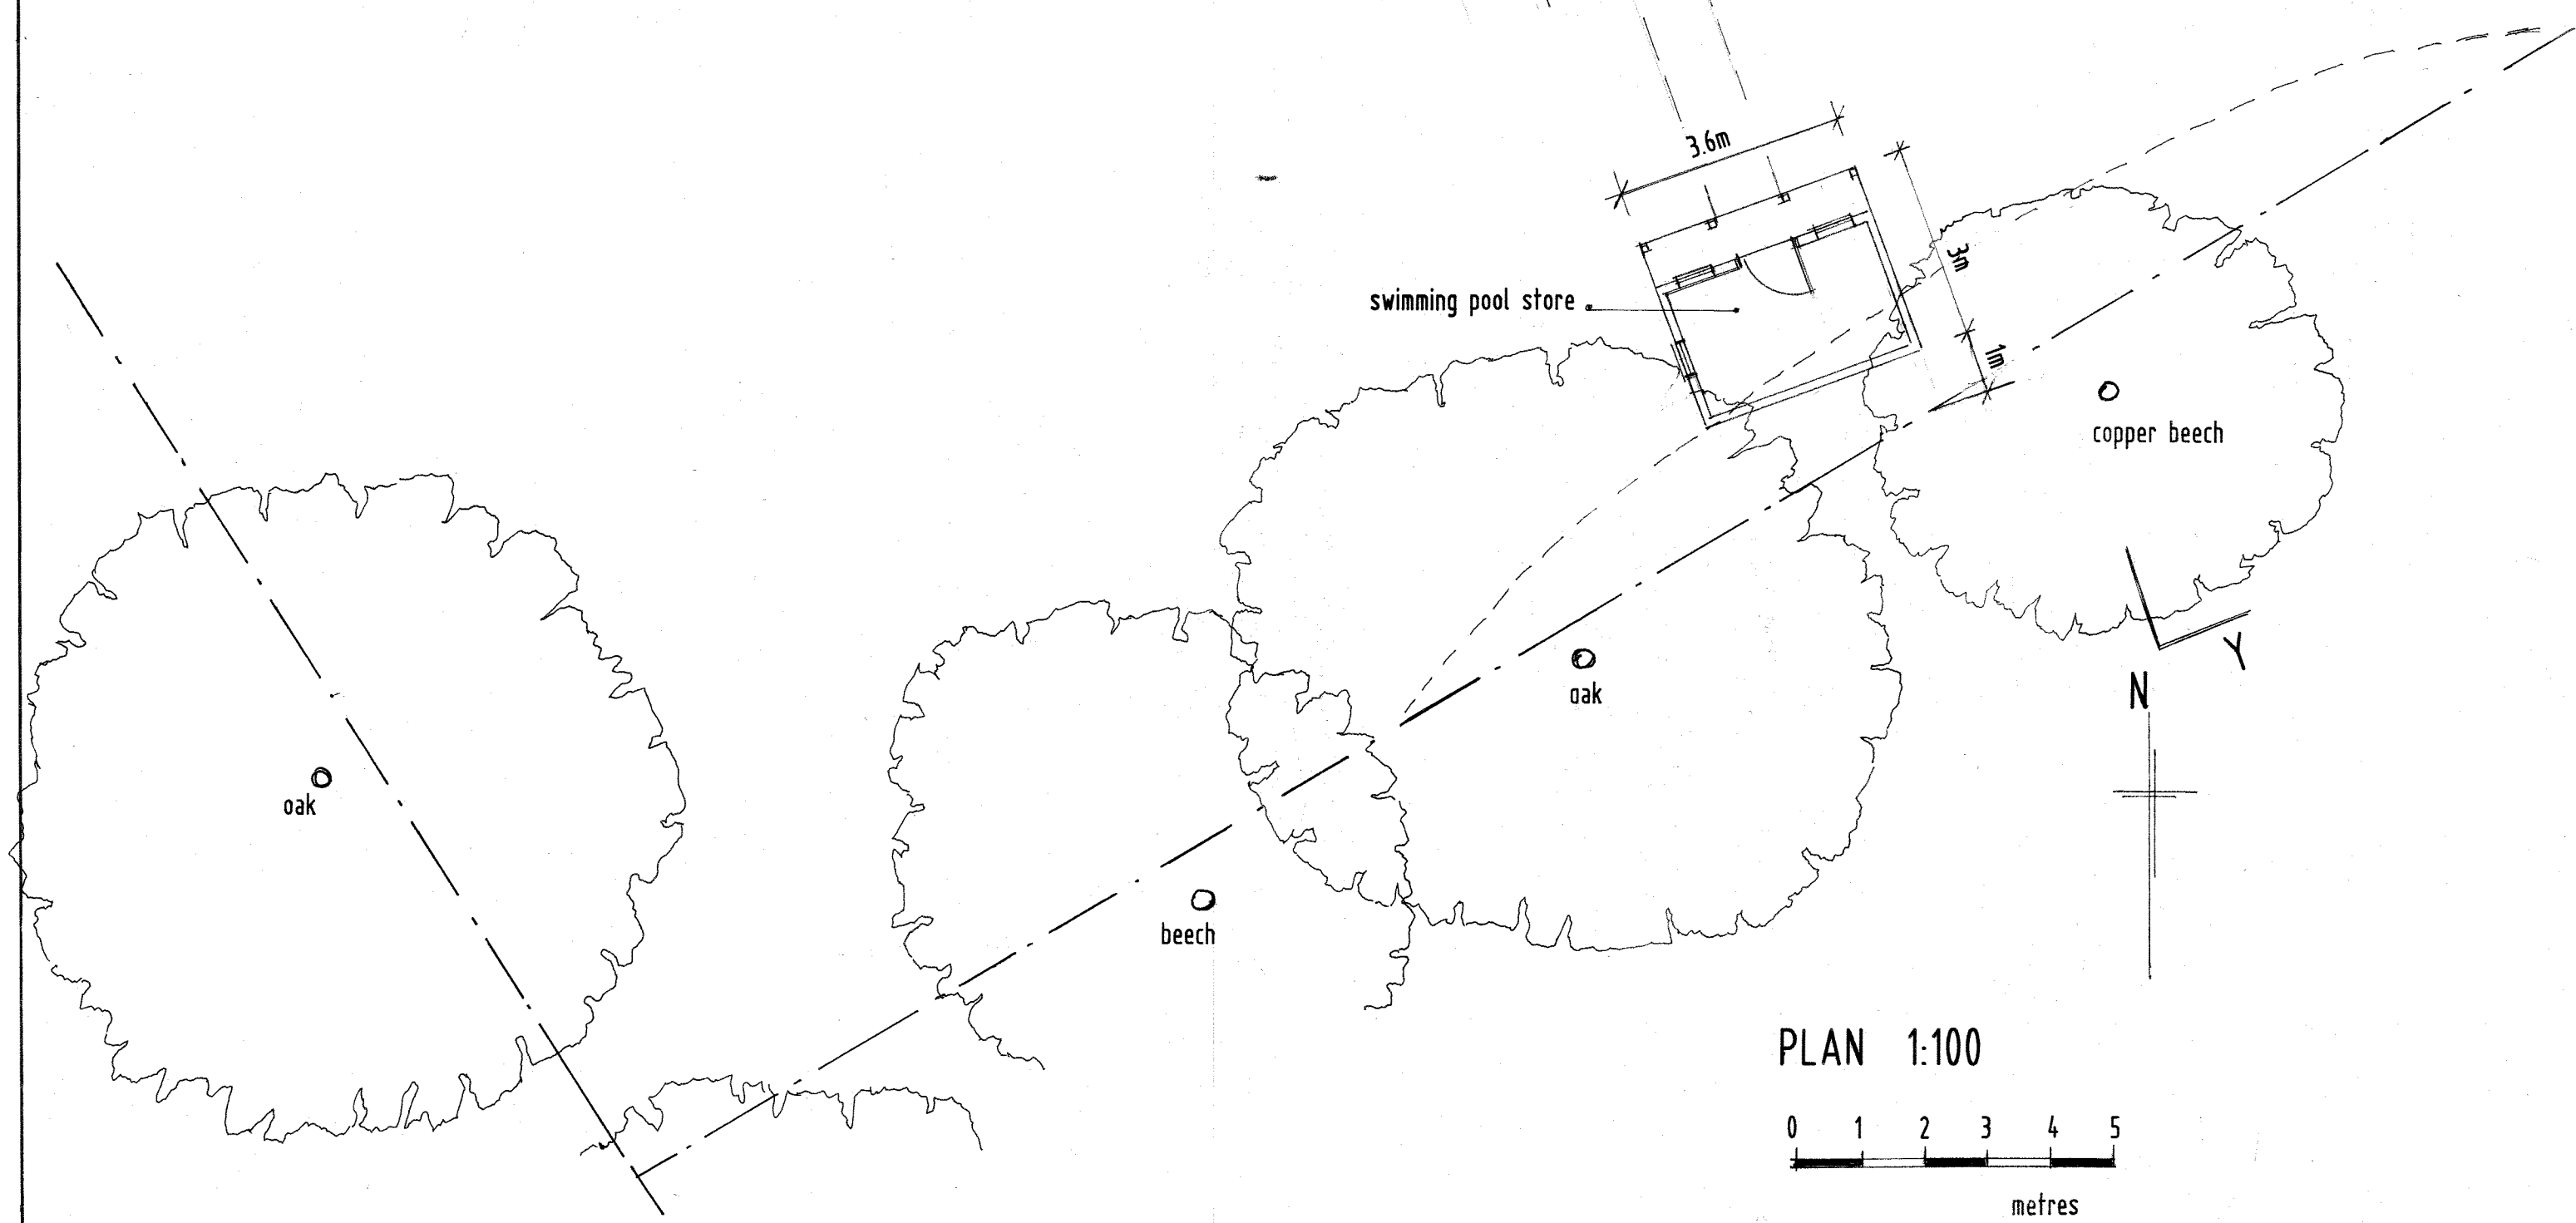 3.6m
3m
swimming pool store
1m
copper beech
Y
N
oak
oak
beech
PLAN 1:100
0 1 2 3 4 5
metres